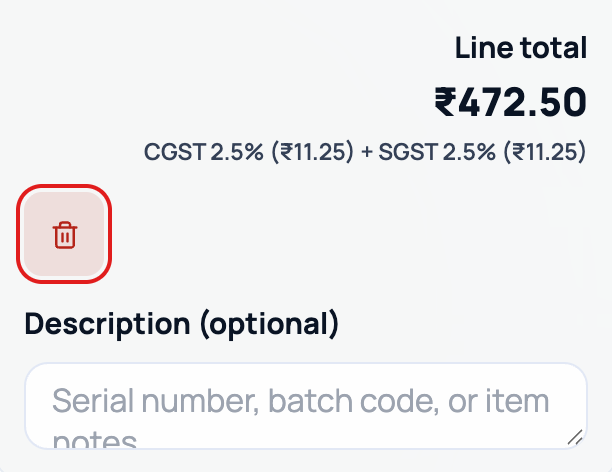 Line total
₹472.50
CGST 2.5% (₹11.25) + SGST 2.5% (₹11.25)
Description (optional)
Serial number, batch code, or item
notes